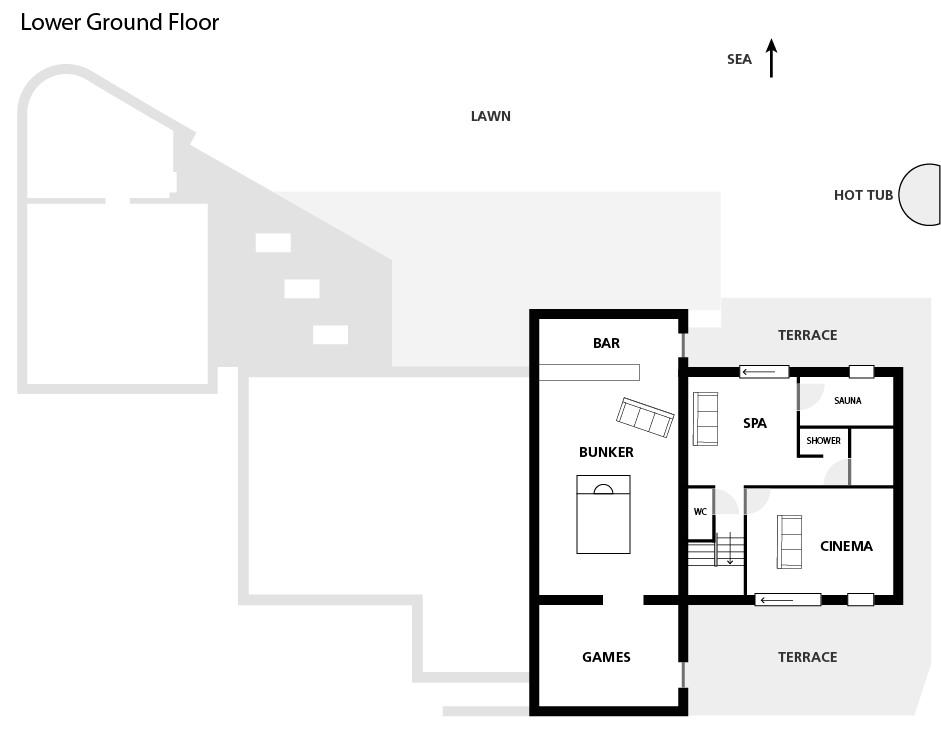 Lower Ground Floor
SEA
LAWN
HOT TUB
TERRACE
BAR
SAUNA
SPA
SHOWER
BUNKER
WC
CINEMA
GAMES
TERRACE